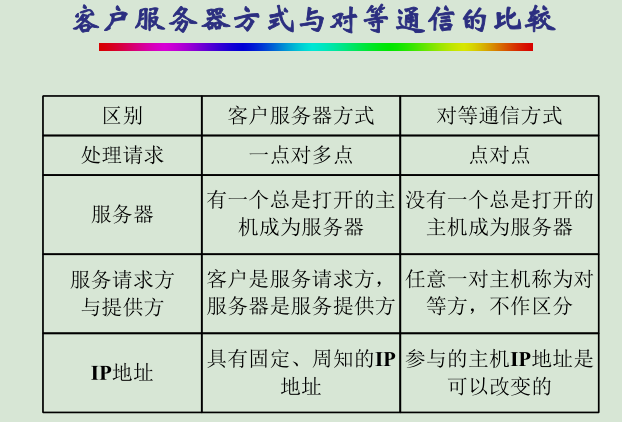 客户服务器方式与对等通信的比较
区别 客户服务器方式 对等通信方式
处理请求 一点对多点 点对点
服务器
有一个总是打开的主
机成为服务器
没有一个总是打开的
主机成为服务器
服务请求方
与提供方
客户是服务请求方，
服务器是服务提供方
任意一对主机称为对
等方，不作区分
IP地址
具有固定、周知的IP
地址
参与的主机IP地址是
可以改变的